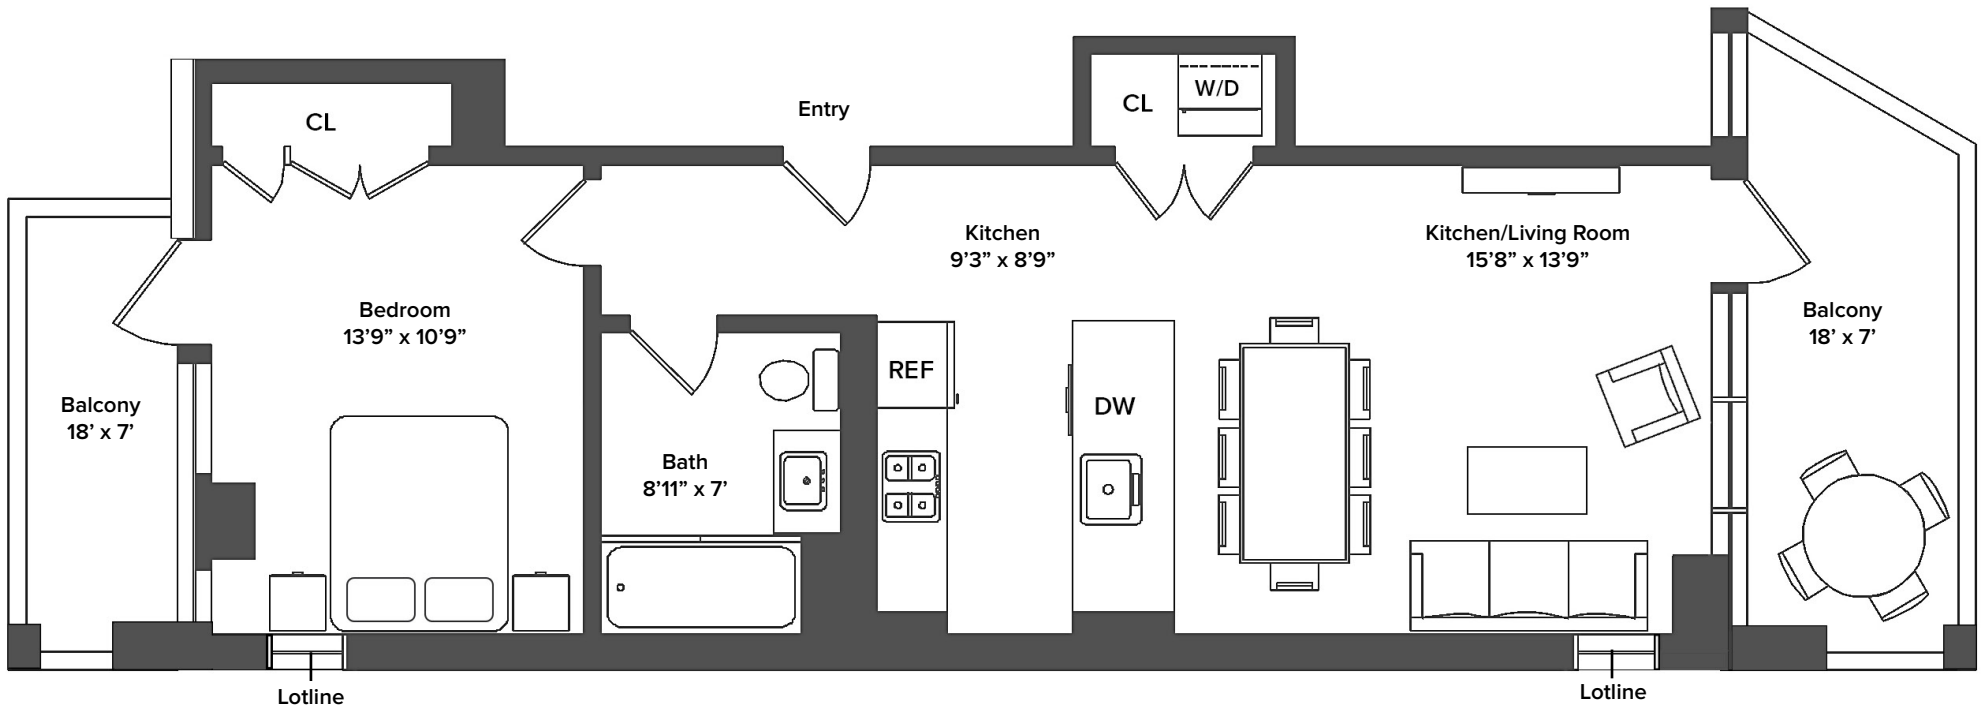 Entry
CL
CL
W/D
Kitchen
9’3” x 8’9”
Kitchen/Living Room
15’8” x 13’9”
Bedroom
13’9” x 10’9”
Balcony
18’ x 7’
Balcony
18’ x 7’
REF
DW
Bath
8’11” x 7’
Lotline
Lotline